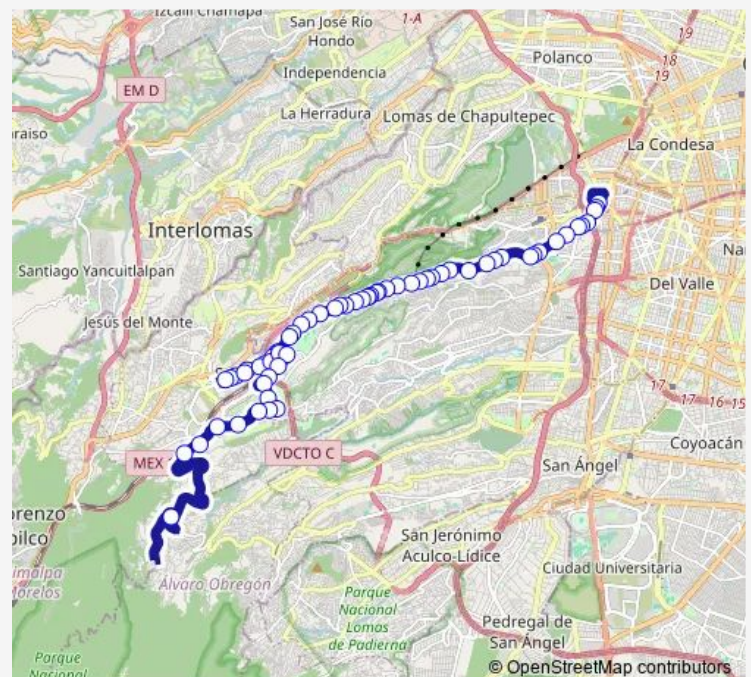 Izcalli Chamapa
San José Río
Hondo
1-A
19
Polanco
18
19
EM D
Independencia
La Herradura
Lomas de Chapultepec
araiso
La Condesa
Interlomas
Santiago Yancuitlalpan
Na
Del Valle
Jesús del Monte
S
17
17
16
15
Coyoacán
MEX
VDCTO C
San Ángel
orenzo
pilco
San Jerónimo
Aculco-Lídice
Ciudad Universitaria
imalpa
Morelos
Álvaro Obregón
Parque
Nacional
Lomas
de Padierna
Pedregal de
San Ángel
Parque
Nacional
© OpenStreetMap contributors